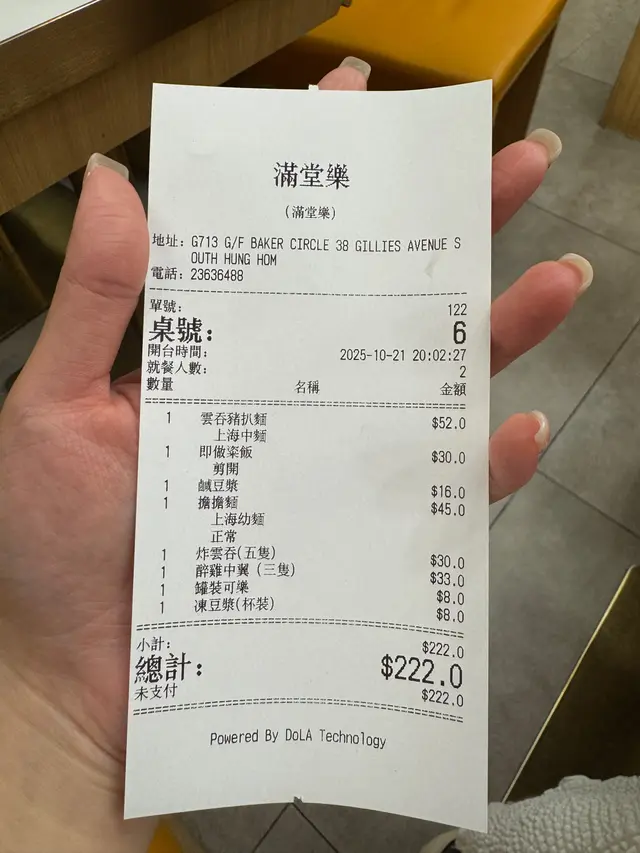 滿堂樂
(滿堂樂)
地址: G713 G/F BAKER CIRCLE 38 GILLIES AVENUE S
OUTH HUNG HOM
電話: 23636488
單號: 122
桌號: 6
開台時間: 2025-10-21 20:02:27
就餐人數: 2
數量 名稱 金額
1 雲吞豬扒麵 $52.0
上海中麵
1 即做粢飯 $30.0
剪開
1 鹹豆漿 $16.0
1 擔擔麵 $45.0
上海幼麵
正常
1 炸雲吞(五隻) $30.0
1 醉雞中翼 (三隻) $33.0
1 罐裝可樂 $8.0
1 凍豆漿(杯裝) $8.0
小計: $222.0
總計: $222.0
未支付 $222.0
Powered By DoLA Technology